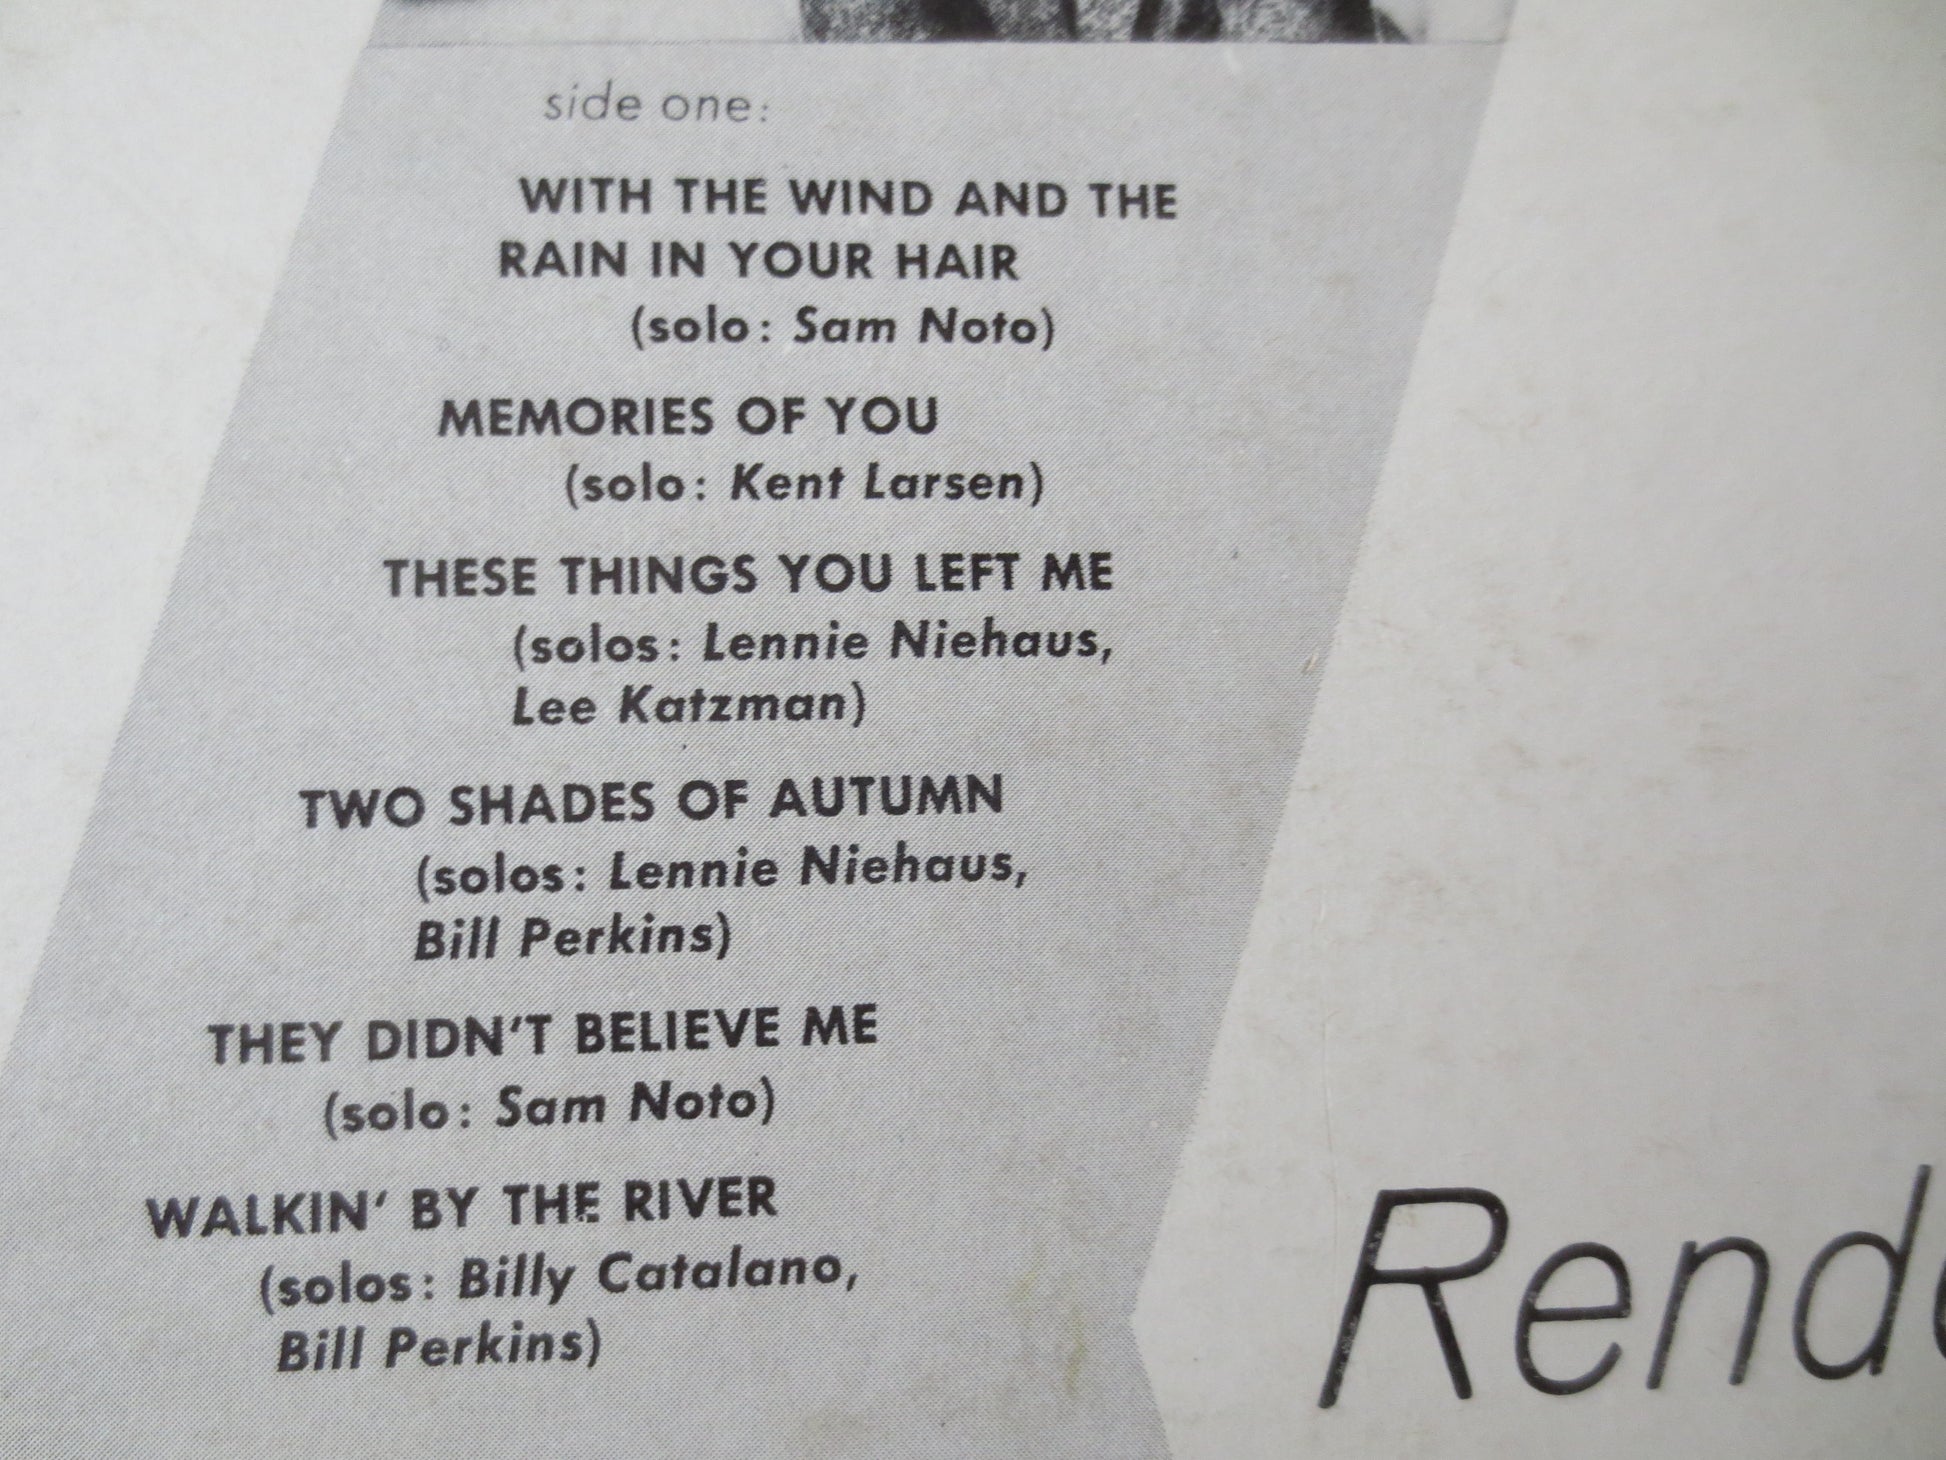 side one:
WITH THE WIND AND THE
RAIN IN YOUR HAIR
(solo: Sam Noto)
MEMORIES OF YOU
(solo: Kent Larsen)
THESE THINGS YOU LEFT ME
(solos: Lennie Niehaus,
Lee Katzman)
TWO SHADES OF AUTUMN
(solos: Lennie Niehaus,
Bill Perkins)
THEY DIDN'T BELIEVE ME
(solo: Sam Noto)
WALKIN' BY THE RIVER
(solos: Billy Catalano,
Bill Perkins)